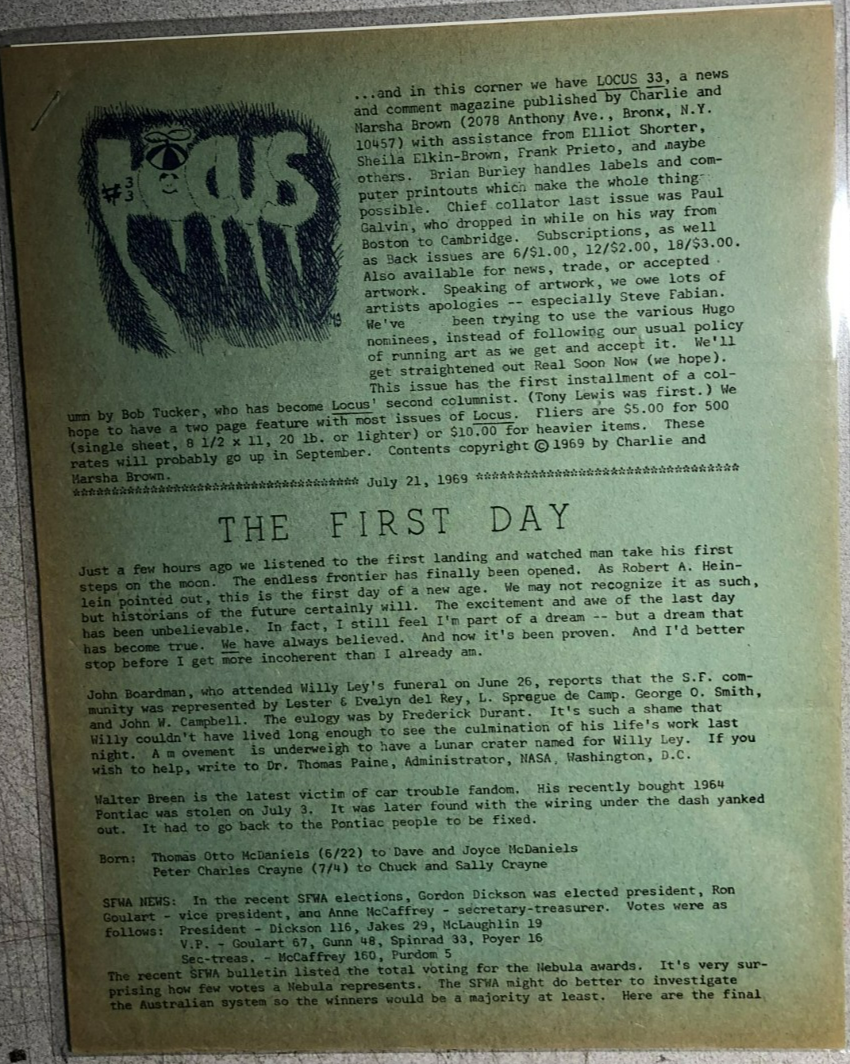 LOCUS
#33
...and in this corner we have LOCUS 33, a news
and comment magazine published by Charlie and
Marsha Brown (2078 Anthony Ave., Bronx, N.Y.
10457) with assistance from Elliot Shorter,
Sheila Elkin-Brown, Frank Prieto, and maybe
others. Brian Burley handles labels and com-
puter printouts which make the whole thing
possible. Chief collator last issue was Paul
Galvin, who dropped in while on his way from
Boston to Cambridge. Subscriptions, as well
as Back issues are 6/$1.00, 12/$2.00, 18/$3.00.
Also available for news, trade, or accepted
artwork. Speaking of artwork, we owe lots of
artists apologies -- especially Steve Fabian.
We've been trying to use the various Hugo
nominees, instead of following our usual policy
of running art as we get and accept it. We'll
get straightened out Real Soon Now (we hope).
This issue has the first installment of a col-
umn by Bob Tucker, who has become Locus' second columnist. (Tony Lewis was first.) We
hope to have a two page feature with most issues of Locus. Fliers are $5.00 for 500
(single sheet, 8 1/2 x 11, 20 lb. or lighter) or $10.00 for heavier items. These
rates will probably go up in September. Contents copyright © 1969 by Charlie and
Marsha Brown.
*********************************** July 21, 1969 ********************************
THE FIRST DAY
Just a few hours ago we listened to the first landing and watched man take his first
steps on the moon. The endless frontier has finally been opened. As Robert A. Hein-
lein pointed out, this is the first day of a new age. We may not recognize it as such,
but historians of the future certainly will. The excitement and awe of the last day
has been unbelievable. In fact, I still feel I'm part of a dream -- but a dream that
has become true. We have always believed. And now it's been proven. And I'd better
stop before I get more incoherent than I already am.
John Boardman, who attended Willy Ley's funeral on June 26, reports that the S.F. com-
munity was represented by Lester & Evelyn del Rey, L. Sprague de Camp. George O. Smith,
and John W. Campbell. The eulogy was by Frederick Durant. It's such a shame that
Willy couldn't have lived long enough to see the culmination of his life's work last
night. A m ovement is underweigh to have a Lunar crater named for Willy Ley. If you
wish to help, write to Dr. Thomas Paine, Administrator, NASA, Washington, D.C.
Walter Breen is the latest victim of car trouble fandom. His recently bought 1964
Pontiac was stolen on July 3. It was later found with the wiring under the dash yanked
out. It had to go back to the Pontiac people to be fixed.
Born: Thomas Otto McDaniels (6/22) to Dave and Joyce McDaniels
Peter Charles Crayne (7/4) to Chuck and Sally Crayne
SFWA NEWS: In the recent SFWA elections, Gordon Dickson was elected president, Ron
Goulart - vice president, and Anne McCaffrey - secretary-treasurer. Votes were as
follows: President - Dickson 116, Jakes 29, McLaughlin 19
V.P. - Goulart 67, Gunn 48, Spinrad 33, Poyer 16
Sec-treas. - McCaffrey 160, Purdom 5
The recent SFWA bulletin listed the total voting for the Nebula awards. It's very sur-
prising how few votes a Nebula represents. The SFWA might do better to investigate
the Australian system so the winners would be a majority at least. Here are the final